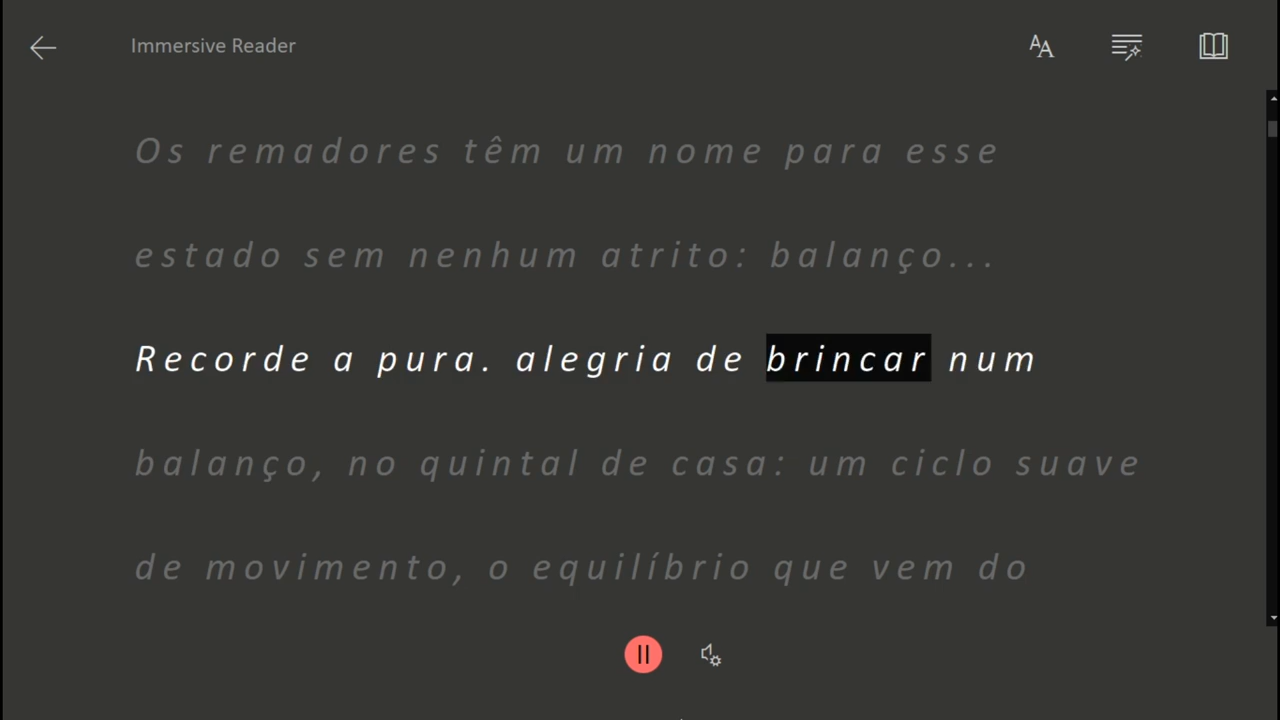 Immersive Reader
Os remadores têm um nome para esse
estado sem nenhum atrito: balanço...
Recorde a pura. alegria de brincar num
balanço, no quintal de casa: um ciclo suave
de movimento, o equilíbrio que vem do